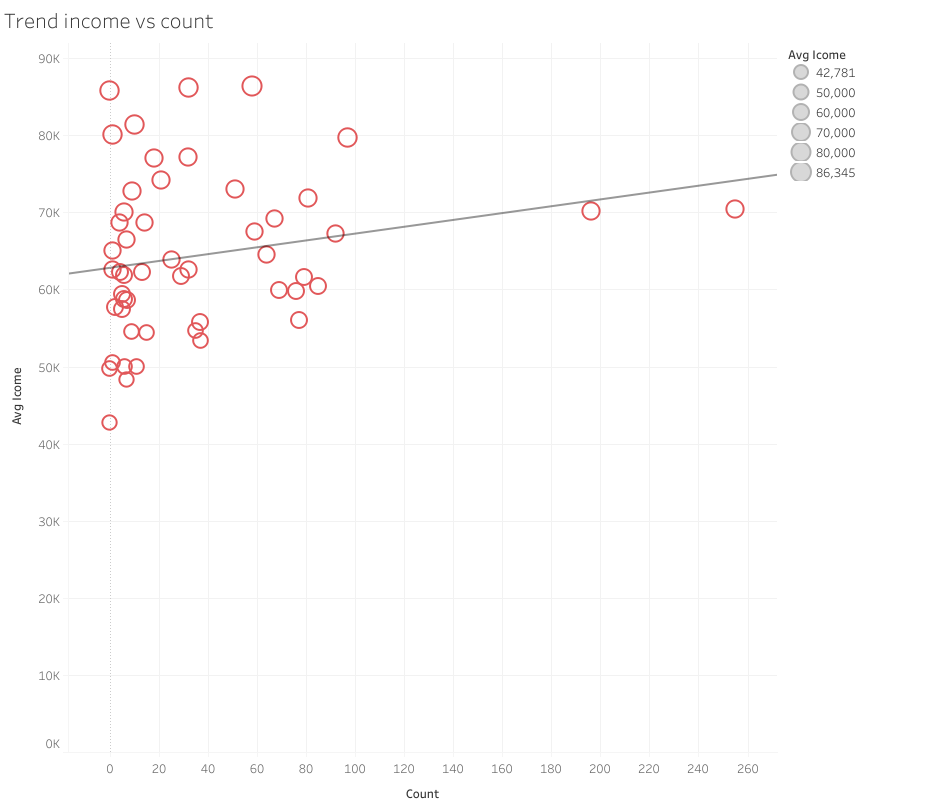 Trend income vs count
Avg Icome
42,781
50,000
60,000
70,000
80,000
86,345
90K
80K
70K
60K
50K
40K
30K
20K
10K
0K
Avg Icome
0 20 40 60 80 100 120 140 160 180 200 220 240 260
Count